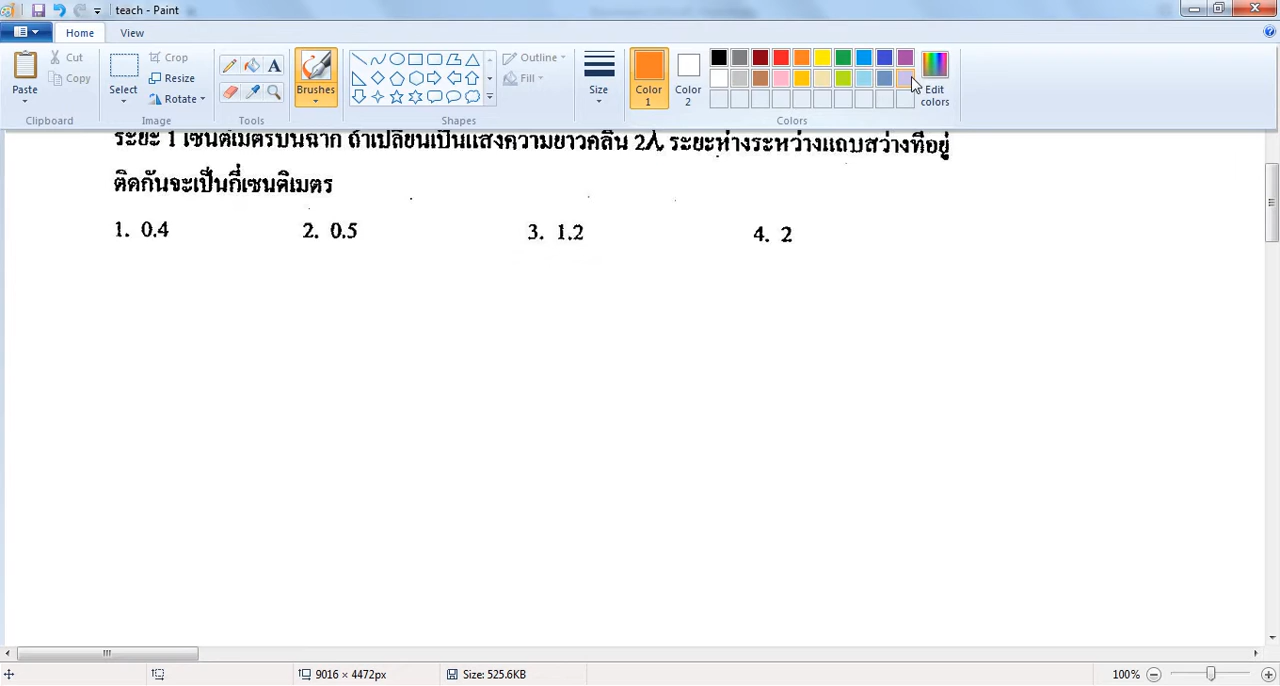 teach - Paint
Home View
Paste
Cut
Copy
Clipboard
Select
Crop
Resize
Rotate
Image
Tools
Brushes
Shapes
Outline
Fill
Size
Color 1
Color 2
Colors
Edit colors
ระยะ 1 เซนติเมตรบนฉาก ถ้าเปลี่ยนเป็นแสงความยาวคลื่น 2λ ระยะห่างระหว่างแถบสว่างที่อยู่
ติดกันจะเป็นกี่เซนติเมตร
1. 0.4 2. 0.5 3. 1.2 4. 2
9016 × 4472px Size: 525.6KB 100%